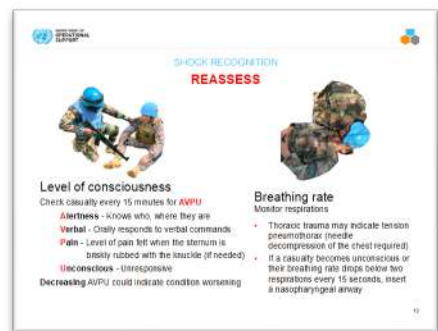 UNITED NATIONS
OPERATIONAL
SUPPORT
SHOCK RECOGNITION
REASSESS
Level of consciousness
Check casualty every 15 minutes for AVPU
Alertness - Knows who, where they are
Verbal - Orally responds to verbal commands
Pain - Level of pain felt when the sternum is
briskly rubbed with the knuckle (if needed)
Unconscious - Unresponsive
Decreasing AVPU could indicate condition worsening
Breathing rate
Monitor respirations
• Thoracic trauma may indicate tension
pneumothorax (needle
decompression of the chest required)
• If a casualty becomes unconscious or
their breathing rate drops below two
respirations every 15 seconds, insert
a nasopharyngeal airway